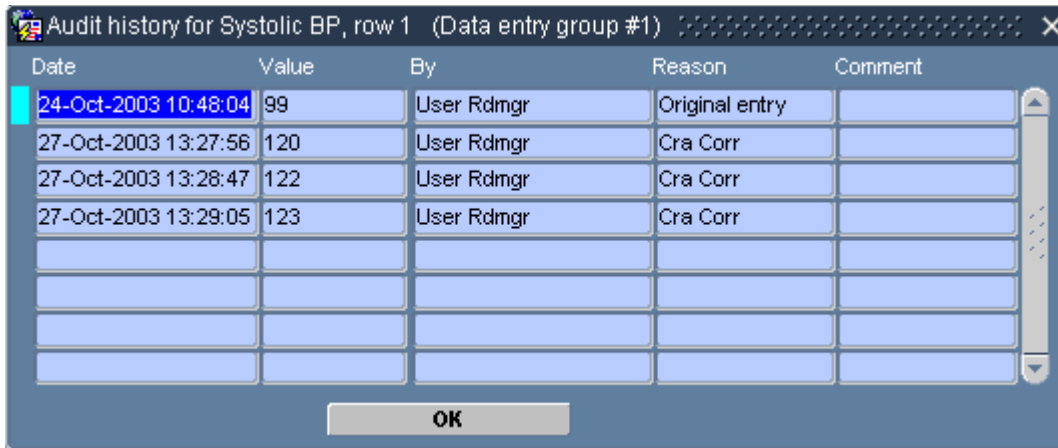 Audit history for Systolic BP, row 1 (Data entry group #1)
Date Value By Reason Comment
24-Oct-2003 10:48:04 99 User Rdmgr Original entry
27-Oct-2003 13:27:56 120 User Rdmgr Cra Corr
27-Oct-2003 13:28:47 122 User Rdmgr Cra Corr
27-Oct-2003 13:29:05 123 User Rdmgr Cra Corr
OK